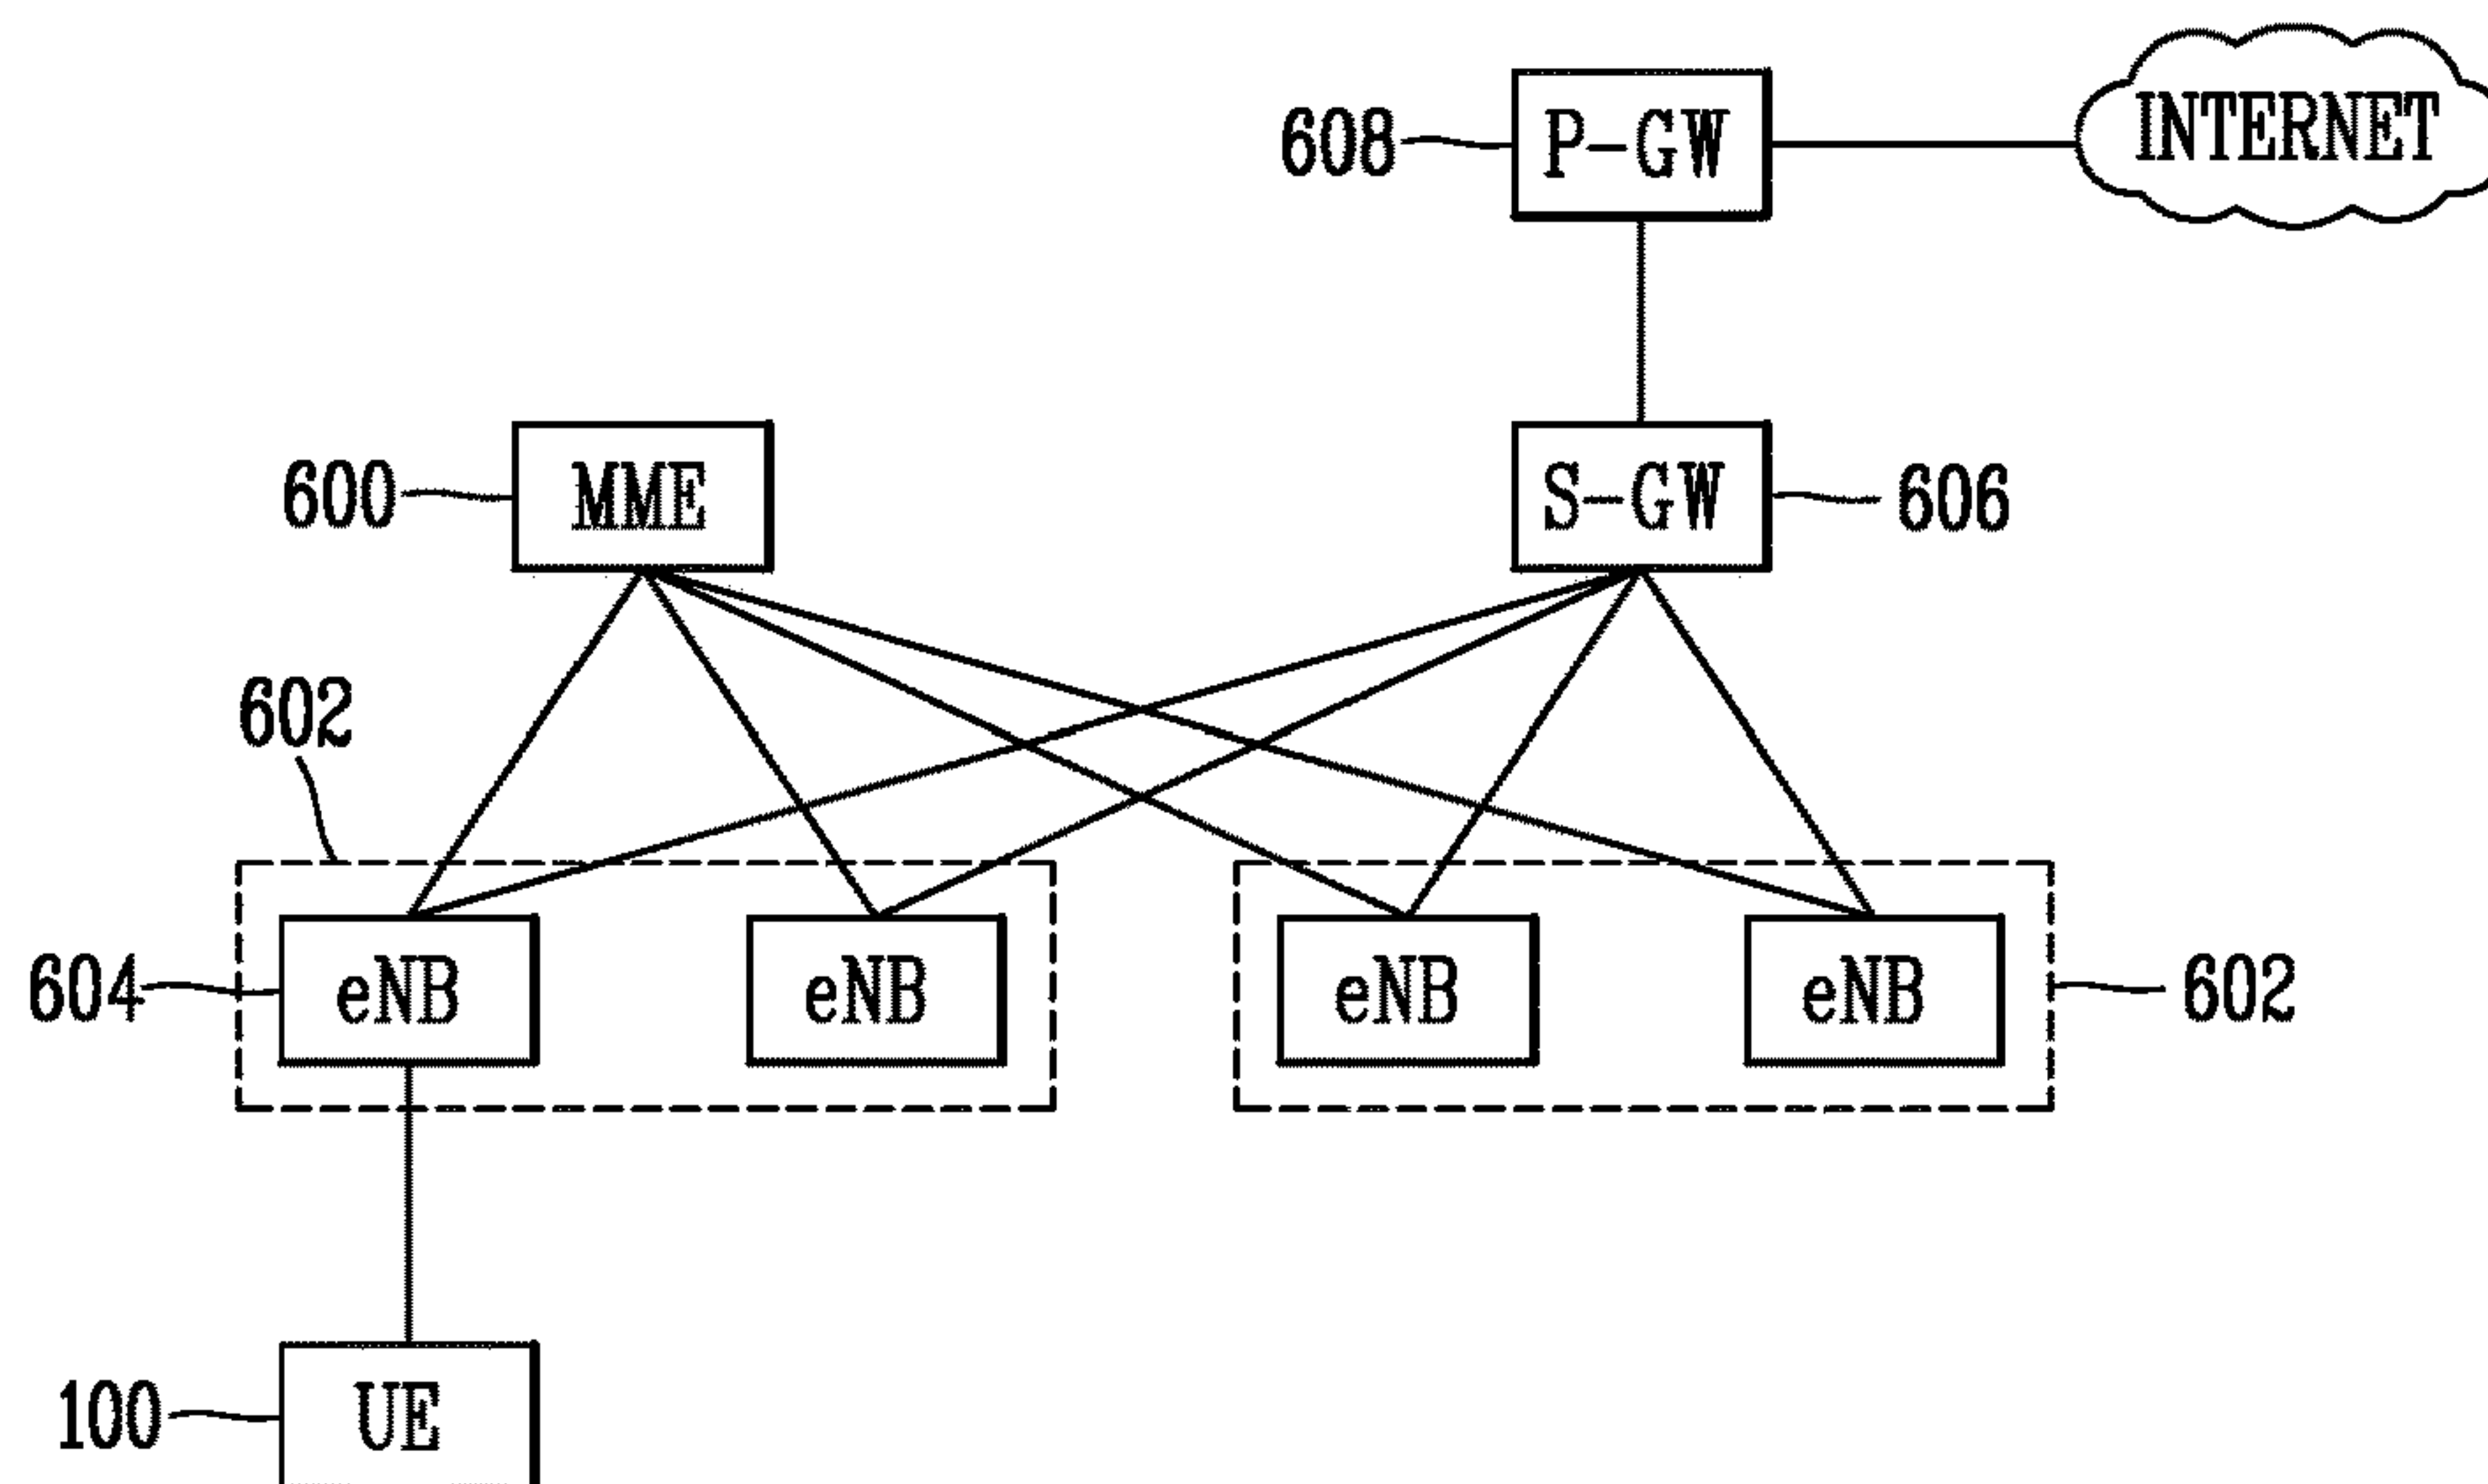 608 P-GW INTERNET
600 MME S-GW 606
602
604 eNB eNB eNB eNB 602
100 UE